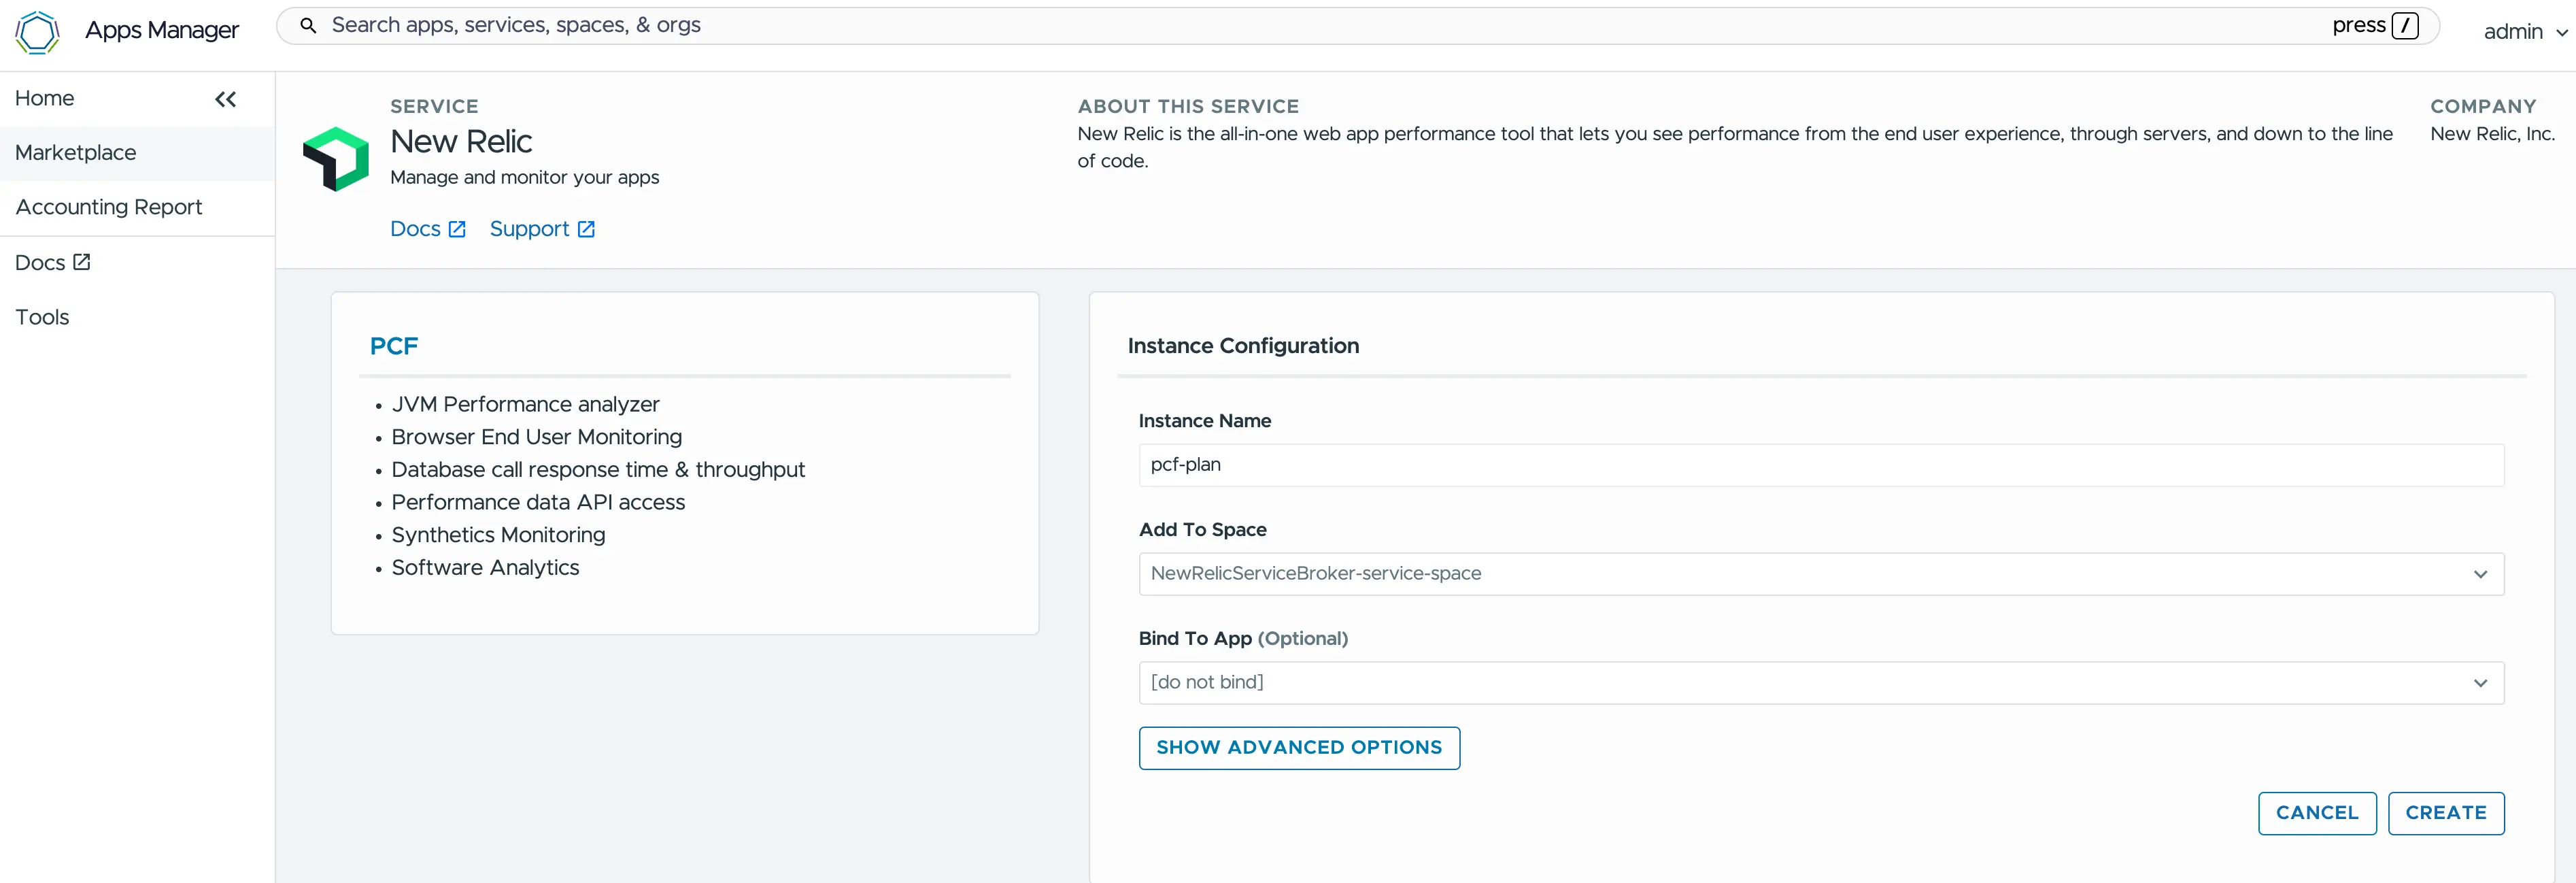 Apps Manager
Search apps, services, spaces, & orgs
press /
admin
Home
Marketplace
Accounting Report
Docs
Tools
SERVICE
New Relic
Manage and monitor your apps
Docs Support
ABOUT THIS SERVICE
New Relic is the all-in-one web app performance tool that lets you see performance from the end user experience, through servers, and down to the line
of code.
COMPANY
New Relic, Inc.
PCF
• JVM Performance analyzer
• Browser End User Monitoring
• Database call response time & throughput
• Performance data API access
• Synthetics Monitoring
• Software Analytics
Instance Configuration
Instance Name
pcf-plan
Add To Space
NewRelicServiceBroker-service-space
Bind To App (Optional)
[do not bind]
SHOW ADVANCED OPTIONS
CANCEL CREATE